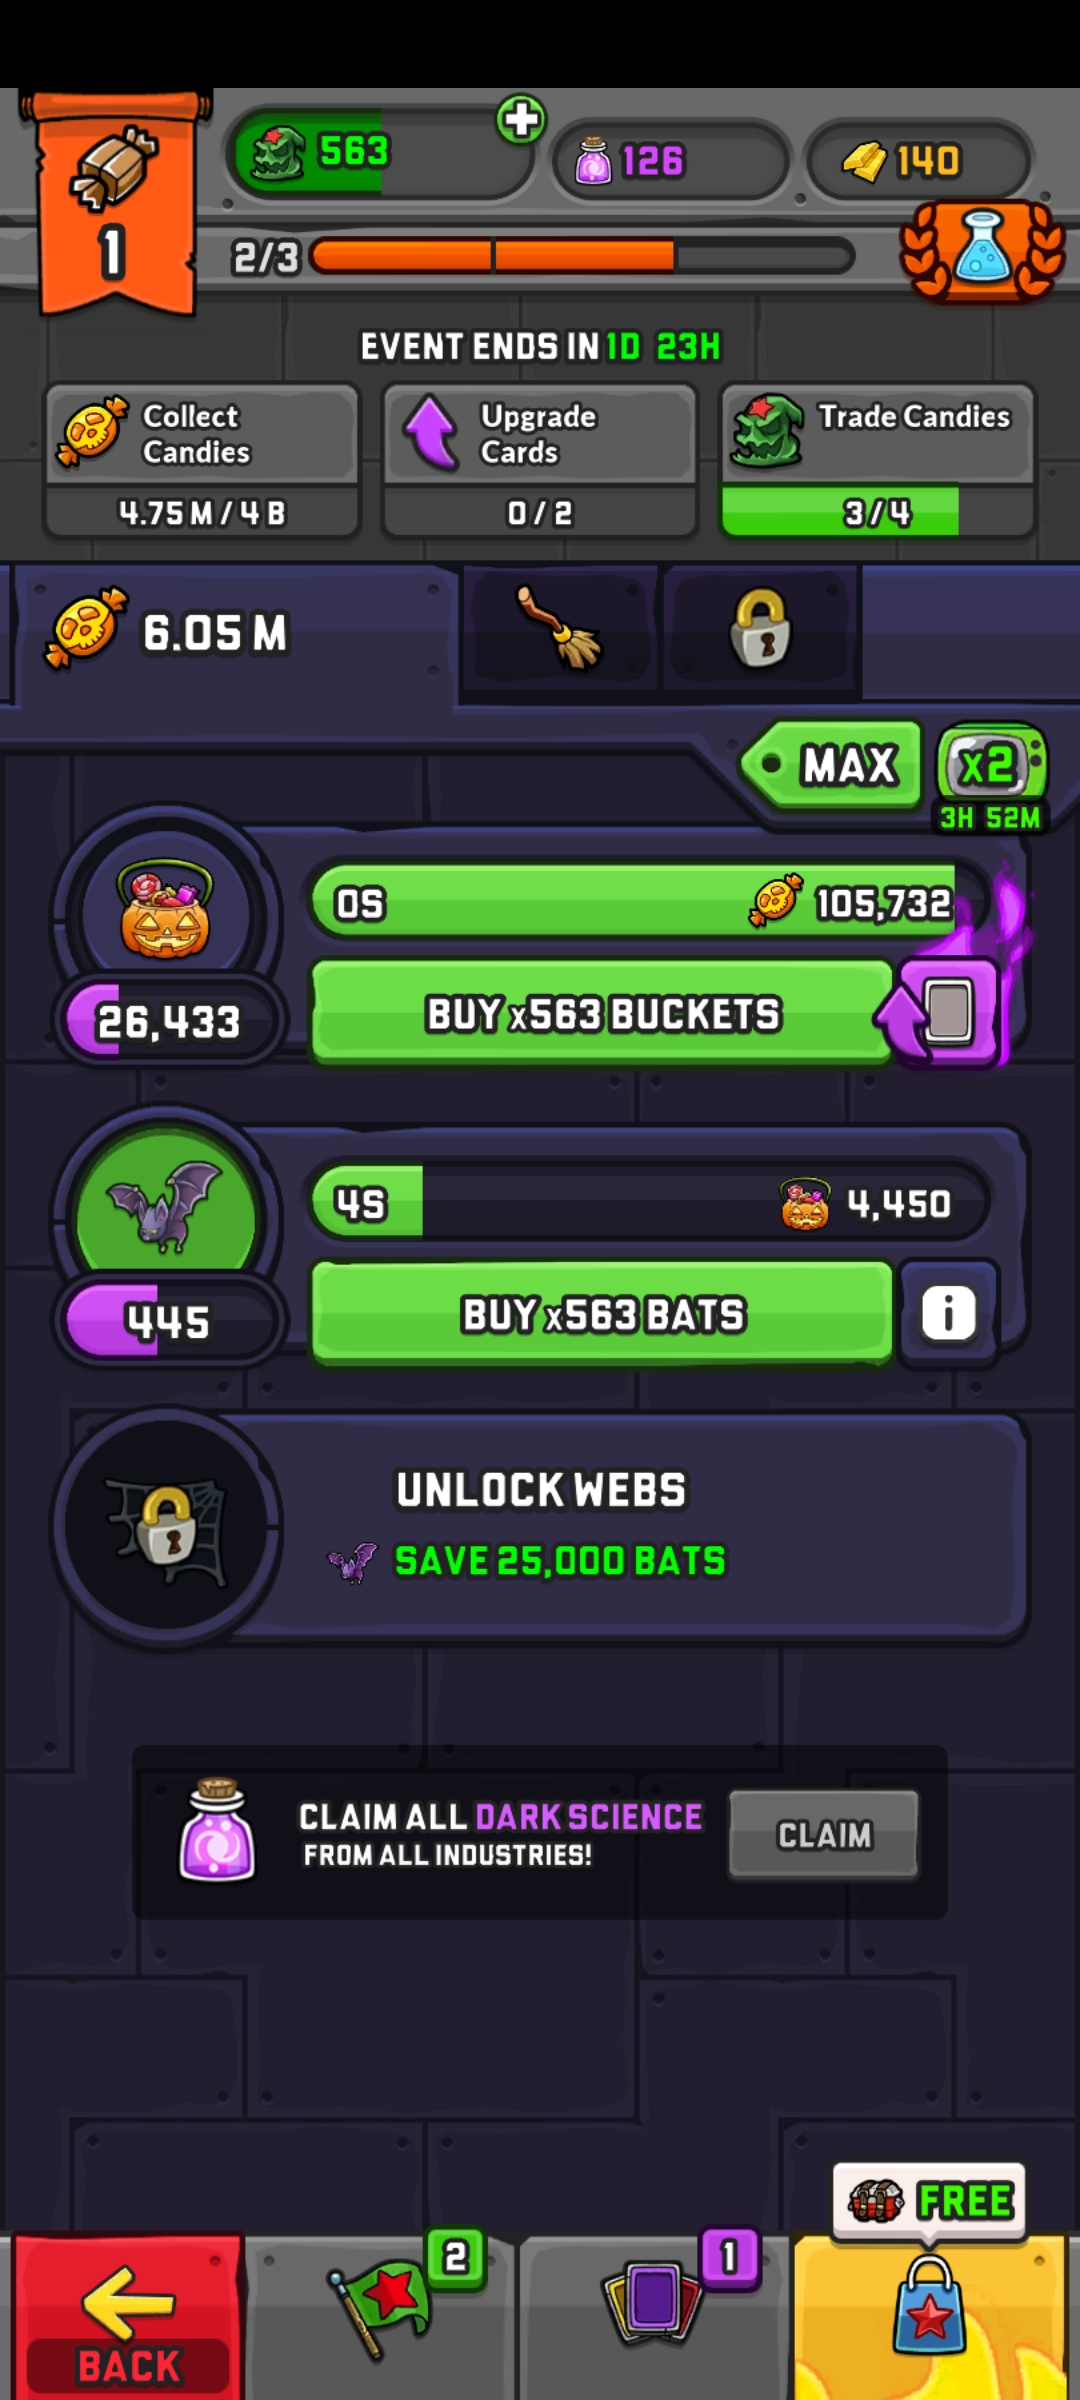 563
126
140
1
2/3
EVENT ENDS IN 1D 23H
Collect
Candies
4.75 M / 4 B
Upgrade
Cards
0 / 2
Trade Candies
3 / 4
6.05 M
MAX
x2
3H 52M
0S
105,732
26,433
BUY x563 BUCKETS
4S
4,450
445
BUY x563 BATS
i
UNLOCK WEBS
SAVE 25,000 BATS
CLAIM ALL DARK SCIENCE
FROM ALL INDUSTRIES!
CLAIM
FREE
2
1
BACK